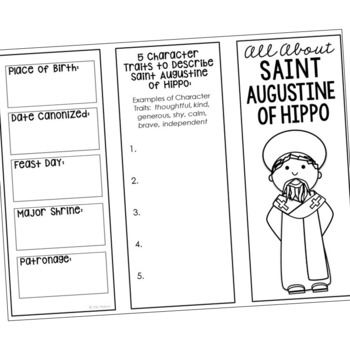 Place of Birth:
Date Canonized:
Feast Day:
Major Shrine:
Patronage:
5 Character
Traits to Describe
Saint Augustine
of Hippo:
Examples of Character
Traits: thoughtful, kind,
generous, shy, calm,
brave, independent
1.
2.
3.
4.
5.
All About
SAINT
AUGUSTINE
OF HIPPO